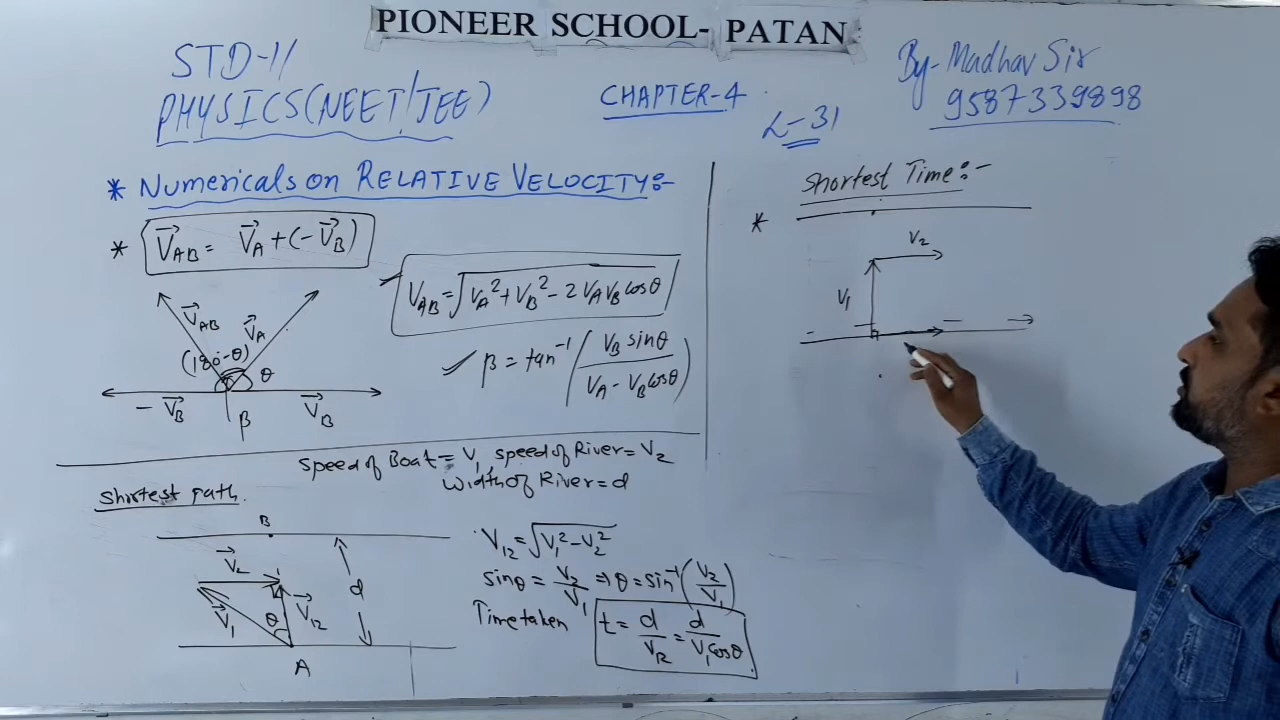 PIONEER SCHOOL- PATAN
STD-11
PHYSICS(NEET/JEE)
CHAPTER-4
L-31
By- Madhav Sir
9587339898
* Numericals on RELATIVE VELOCITY:-
* V⃗AB = V⃗A + (-V⃗B)
VAB = √(VA² + VB² - 2VAVB cosθ)
β = tan⁻¹(VB sinθ / (VA - VB cosθ))
V⃗AB
V⃗A
(180-θ)
θ
- V⃗B
β
V⃗B
Speed of Boat = V1, speed of River = V2
Width of River = d
Shortest path.
B
V⃗2
V⃗1
θ
V⃗12
d
A
V12 = √(V1² - V2²)
sinθ = V2/V1 ⇒ θ = sin⁻¹(V2/V1)
Time taken
t = d/VR = d/V1cosθ
Shortest Time:-
*
V2
V1